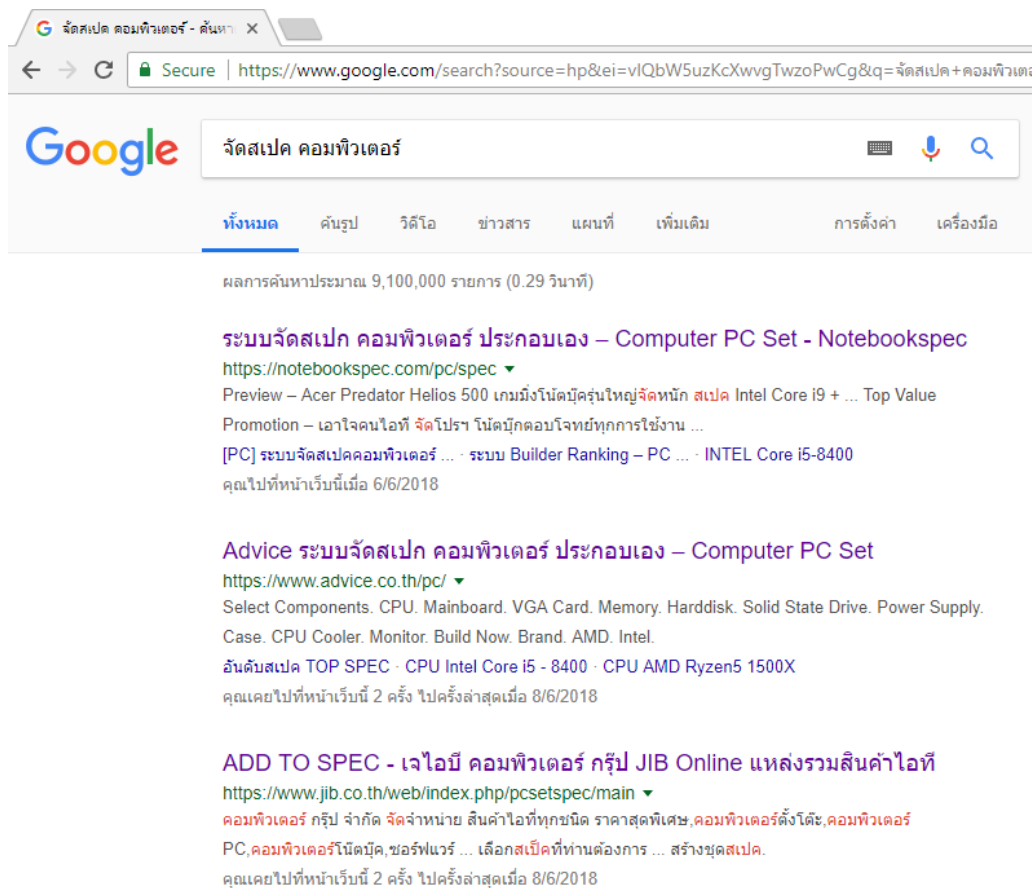 จัดสเปค คอมพิวเตอร์ - ค้นหา
Secure | https://www.google.com/search?source=hp&ei=vIQbW5uzKcXwvgTwzoPwCg&q=จัดสเปค+คอมพิวเตอ
Google จัดสเปค คอมพิวเตอร์
ทั้งหมด ค้นรูป วิดีโอ ข่าวสาร แผนที่ เพิ่มเติม การตั้งค่า เครื่องมือ
ผลการค้นหาประมาณ 9,100,000 รายการ (0.29 วินาที)
ระบบจัดสเปก คอมพิวเตอร์ ประกอบเอง – Computer PC Set - Notebookspec
https://notebookspec.com/pc/spec
Preview – Acer Predator Helios 500 เกมมิ่งโน้ตบุ๊ครุ่นใหญ่จัดหนัก สเปค Intel Core i9 + ... Top Value
Promotion – เอาใจคนไอที จัดโปรฯ โน้ตบุ๊กตอบโจทย์ทุกการใช้งาน ...
[PC] ระบบจัดสเปคคอมพิวเตอร์ ... · ระบบ Builder Ranking – PC ... · INTEL Core i5-8400
คุณไปที่หน้าเว็บนี้เมื่อ 6/6/2018
Advice ระบบจัดสเปก คอมพิวเตอร์ ประกอบเอง – Computer PC Set
https://www.advice.co.th/pc/
Select Components. CPU. Mainboard. VGA Card. Memory. Harddisk. Solid State Drive. Power Supply.
Case. CPU Cooler. Monitor. Build Now. Brand. AMD. Intel.
อันดับสเปค TOP SPEC · CPU Intel Core i5 - 8400 · CPU AMD Ryzen5 1500X
คุณเคยไปที่หน้าเว็บนี้ 2 ครั้ง ไปครั้งล่าสุดเมื่อ 8/6/2018
ADD TO SPEC - เจไอบี คอมพิวเตอร์ กรุ๊ป JIB Online แหล่งรวมสินค้าไอที
https://www.jib.co.th/web/index.php/pcsetspec/main
คอมพิวเตอร์ กรุ๊ป จำกัด จัดจำหน่าย สินค้าไอทีทุกชนิด ราคาสุดพิเศษ,คอมพิวเตอร์ตั้งโต๊ะ,คอมพิวเตอร์
PC,คอมพิวเตอร์โน๊ตบุ๊ค,ซอร์ฟแวร์ ... เลือกสเป็คที่ท่านต้องการ ... สร้างชุดสเปค.
คุณเคยไปที่หน้าเว็บนี้ 2 ครั้ง ไปครั้งล่าสุดเมื่อ 8/6/2018